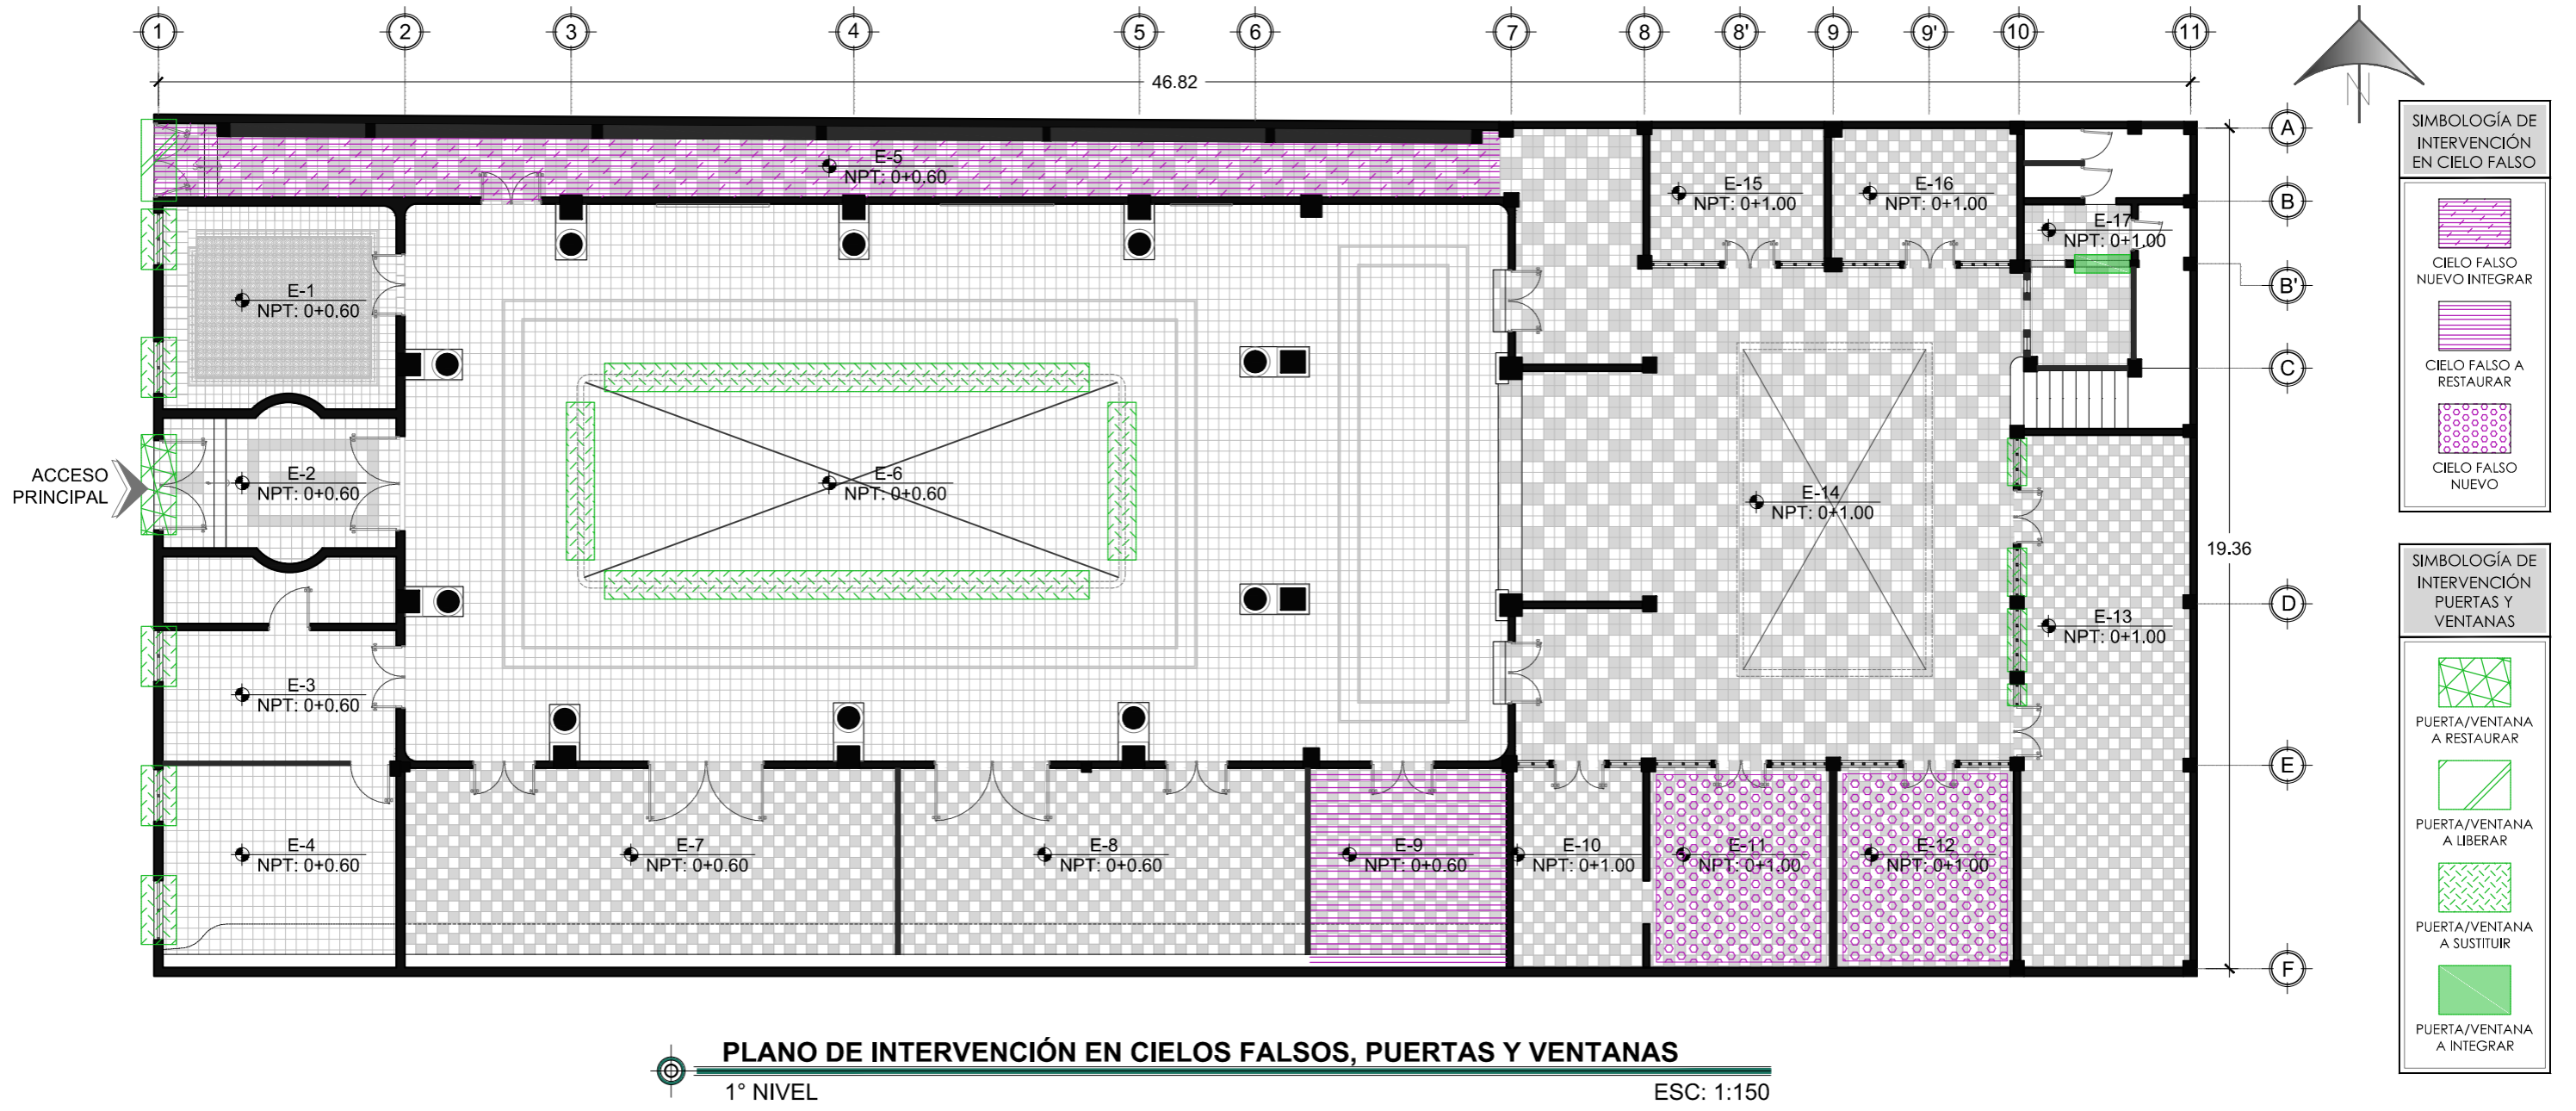 1 2 3 4 5 6 7 8 8' 9 9' 10 11
46.82
N
A
B
B'
C
D
E
F
19.36
E-5
NPT: 0+0.60
E-15
NPT: 0+1.00
E-16
NPT: 0+1.00
E-17
NPT: 0+1.00
E-1
NPT: 0+0.60
ACCESO
PRINCIPAL
E-2
NPT: 0+0.60
E-6
NPT: 0+0.60
E-14
NPT: 0+1.00
E-13
NPT: 0+1.00
E-3
NPT: 0+0.60
E-4
NPT: 0+0.60
E-7
NPT: 0+0.60
E-8
NPT: 0+0.60
E-9
NPT: 0+0.60
E-10
NPT: 0+1.00
E-11
NPT: 0+1.00
E-12
NPT: 0+1.00
SIMBOLOGÍA DE
INTERVENCIÓN
EN CIELO FALSO
CIELO FALSO
NUEVO INTEGRAR
CIELO FALSO A
RESTAURAR
CIELO FALSO
NUEVO
SIMBOLOGÍA DE
INTERVENCIÓN
PUERTAS Y
VENTANAS
PUERTA/VENTANA
A RESTAURAR
PUERTA/VENTANA
A LIBERAR
PUERTA/VENTANA
A SUSTITUIR
PUERTA/VENTANA
A INTEGRAR
PLANO DE INTERVENCIÓN EN CIELOS FALSOS, PUERTAS Y VENTANAS
1° NIVEL
ESC: 1:150